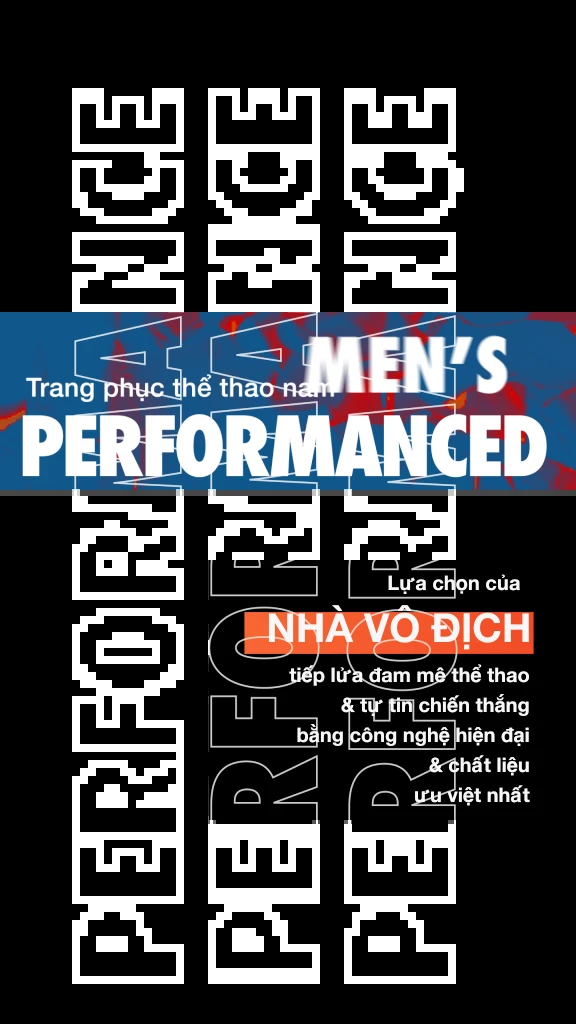 PERFORMANCE
PERFORMANCE
PERFORMANCE
MEN'S
Trang phục thể thao nam
PERFORMANCED
Lựa chọn của
NHÀ VÔ ĐỊCH
tiếp lửa đam mê thể thao
& tự tin chiến thắng
bằng công nghệ hiện đại
& chất liệu
ưu việt nhất